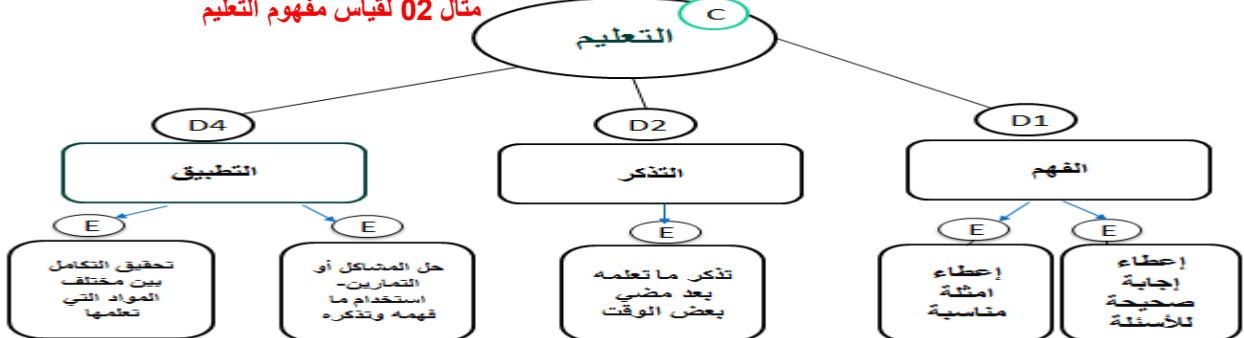 مثال 02 لقياس مفهوم التعليم
C
التعليم
D1
D2
D4
الفهم
التذكر
التطبيق
E
E
E
E
E
إعطاء
إجابة
صحيحة
للأسئلة
إعطاء
امثلة
مناسبة
تذكر ما تعلمه
بعد مضي
بعض الوقت
حل المشاكل أو
التمارين-
استخدام ما
فهمه وتذكره
تحقيق التكامل
بين مختلف
المواد التي
تعلمها